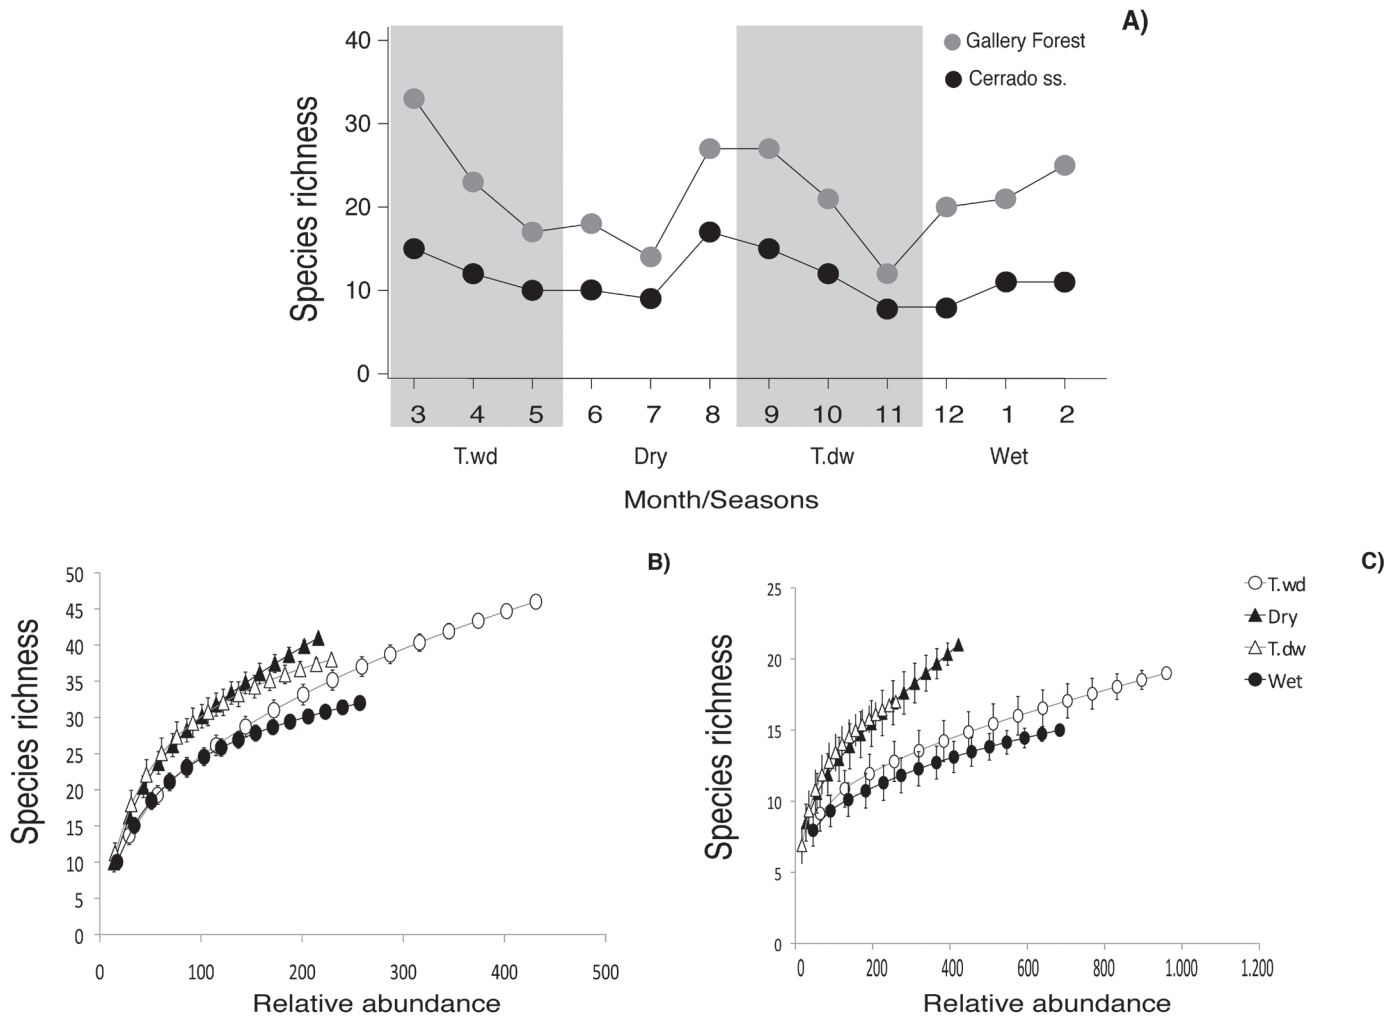 A)
Gallery Forest
Cerrado ss.
Species richness
40
30
20
10
0
3 4 5 6 7 8 9 10 11 12 1 2
T.wd Dry T.dw Wet
Month/Seasons
B)
Species richness
50
45
40
35
30
25
20
15
10
5
0
0 100 200 300 400 500
Relative abundance
C)
T.wd
Dry
T.dw
Wet
Species richness
25
20
15
10
5
0
0 200 400 600 800 1.000 1.200
Relative abundance